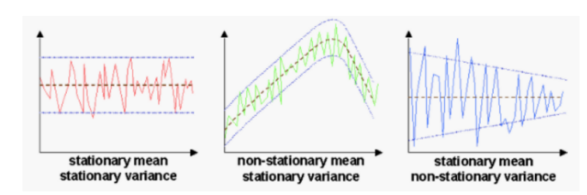 stationary mean
stationary variance
non-stationary mean
stationary variance
stationary mean
non-stationary variance